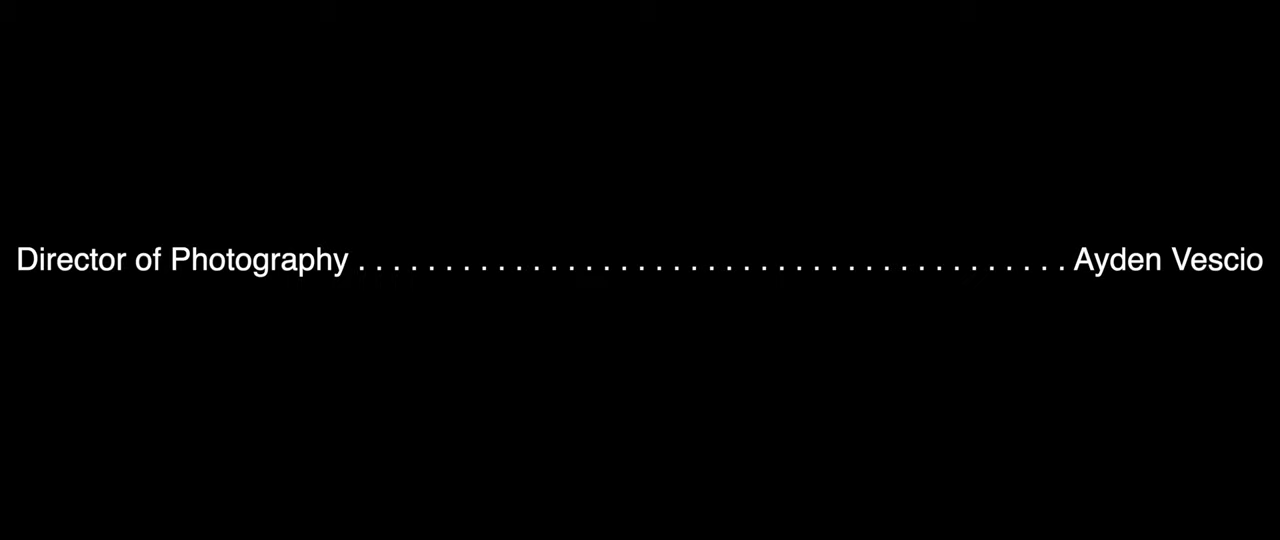 Director of Photography . . . . . . . . . . . . . . . . . . . . . . . . . . . . . . . . . . . . . . . . . Ayden Vescio